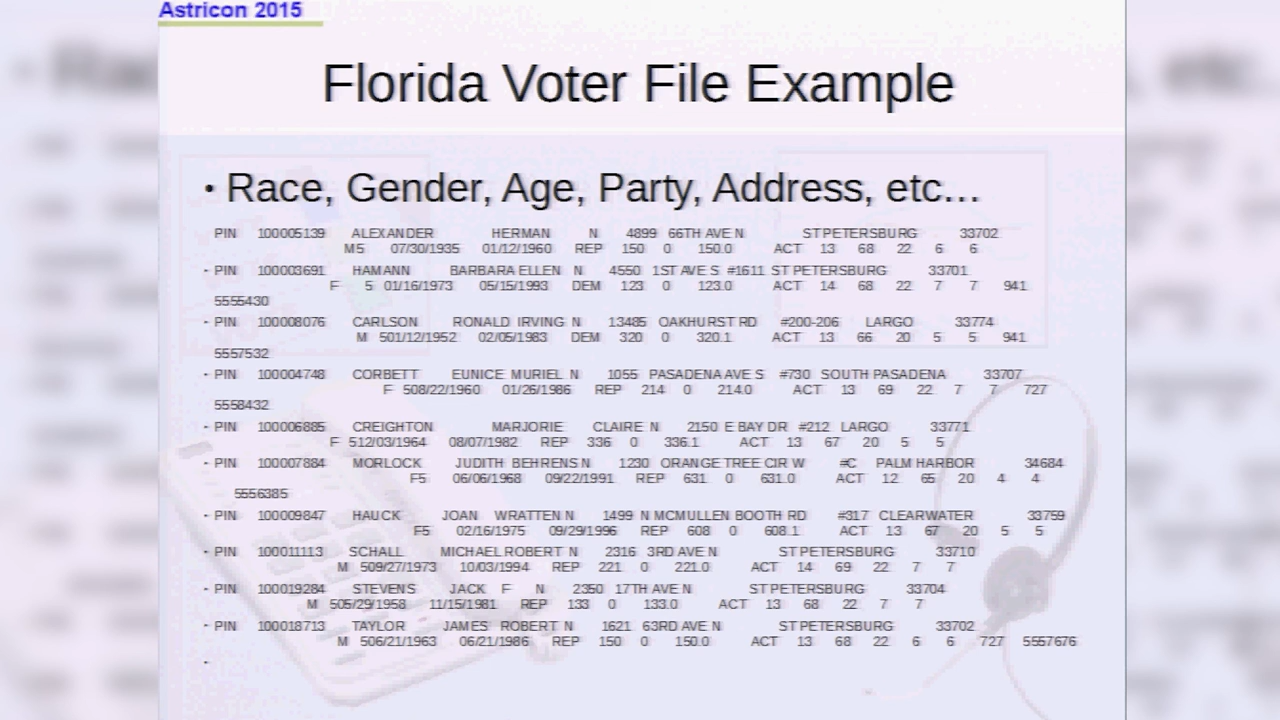 Astricon 2015
Florida Voter File Example
• Race, Gender, Age, Party, Address, etc...
PIN 100005139 ALEXANDER HERMAN N 4899 66TH AVE N ST PETERSBURG 33702
M5 07/30/1935 01/12/1960 REP 150 0 150.0 ACT 13 68 22 6 6
- PIN 100003691 HAMANN BARBARA ELLEN N 4550 1ST AVE S #1611 ST PETERSBURG 33701
F 5 01/16/1973 05/15/1993 DEM 123 0 123.0 ACT 14 68 22 7 7 941
5555430
- PIN 100008076 CARLSON RONALD IRVING N 13485 OAKHURST RD #200-206 LARGO 33774
M 501/12/1952 02/05/1983 DEM 320 0 320.1 ACT 13 66 20 5 5 941
5557532
- PIN 100004748 CORBETT EUNICE MURIEL N 1055 PASADENA AVE S #730 SOUTH PASADENA 33707
F 508/22/1960 01/26/1986 REP 214 0 214.0 ACT 13 69 22 7 7 727
5558432
- PIN 100006885 CREIGHTON MARJORIE CLAIRE N 2150 E BAY DR #212 LARGO 33771
F 512/03/1964 08/07/1982 REP 336 0 336.1 ACT 13 67 20 5 5
- PIN 100007884 MORLOCK JUDITH BEHRENS N 1230 ORANGE TREE CIR W #C PALM HARBOR 34684
F5 06/06/1968 09/22/1991 REP 631 0 631.0 ACT 12 65 20 4 4
5556385
- PIN 100009847 HAUCK JOAN WRATTEN N 1499 N MCMULLEN BOOTH RD #317 CLEARWATER 33759
F5 02/16/1975 09/29/1996 REP 608 0 608.1 ACT 13 67 20 5 5
- PIN 100011113 SCHALL MICHAEL ROBERT N 2316 3RD AVE N ST PETERSBURG 33710
M 509/27/1973 10/03/1994 REP 221 0 221.0 ACT 14 69 22 7 7
- PIN 100019284 STEVENS JACK F N 2350 17TH AVE N ST PETERSBURG 33704
M 505/29/1958 11/15/1981 REP 133 0 133.0 ACT 13 68 22 7 7
- PIN 100018713 TAYLOR JAMES ROBERT N 1621 63RD AVE N ST PETERSBURG 33702
M 506/21/1963 06/21/1986 REP 150 0 150.0 ACT 13 68 22 6 6 727 5557676
-